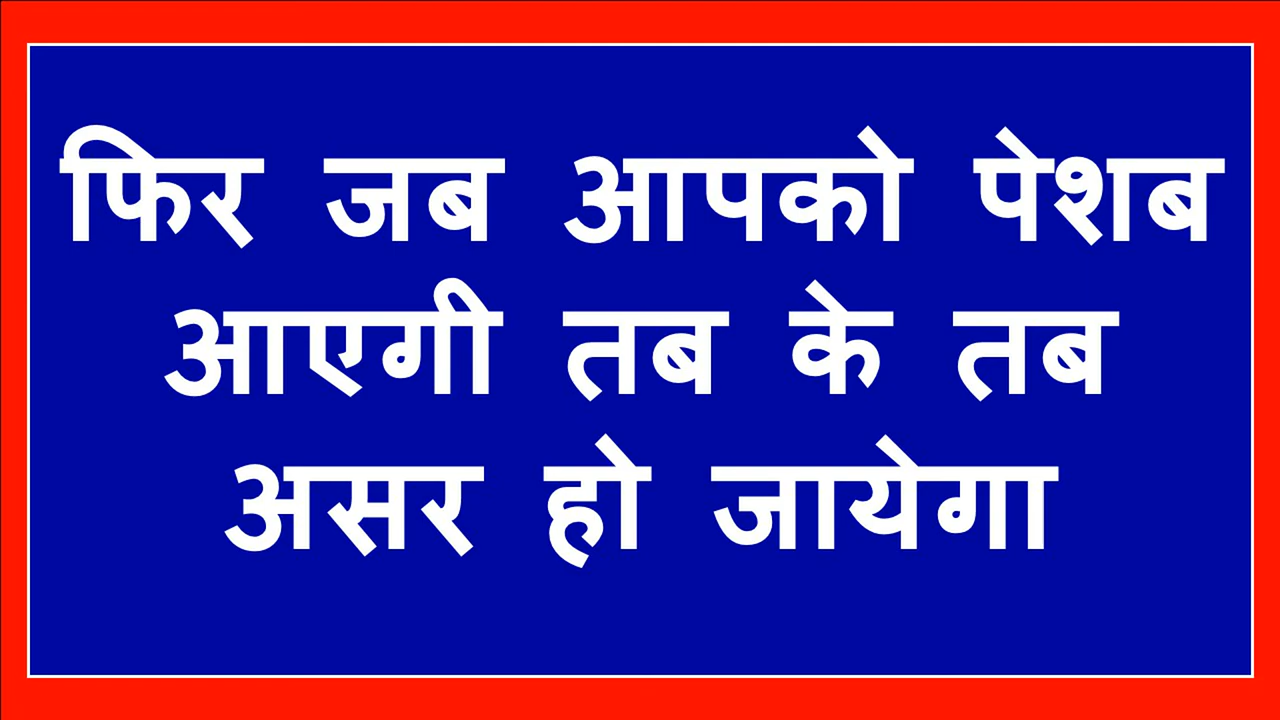 फिर जब आपको पेशब
आएगी तब के तब
असर हो जायेगा